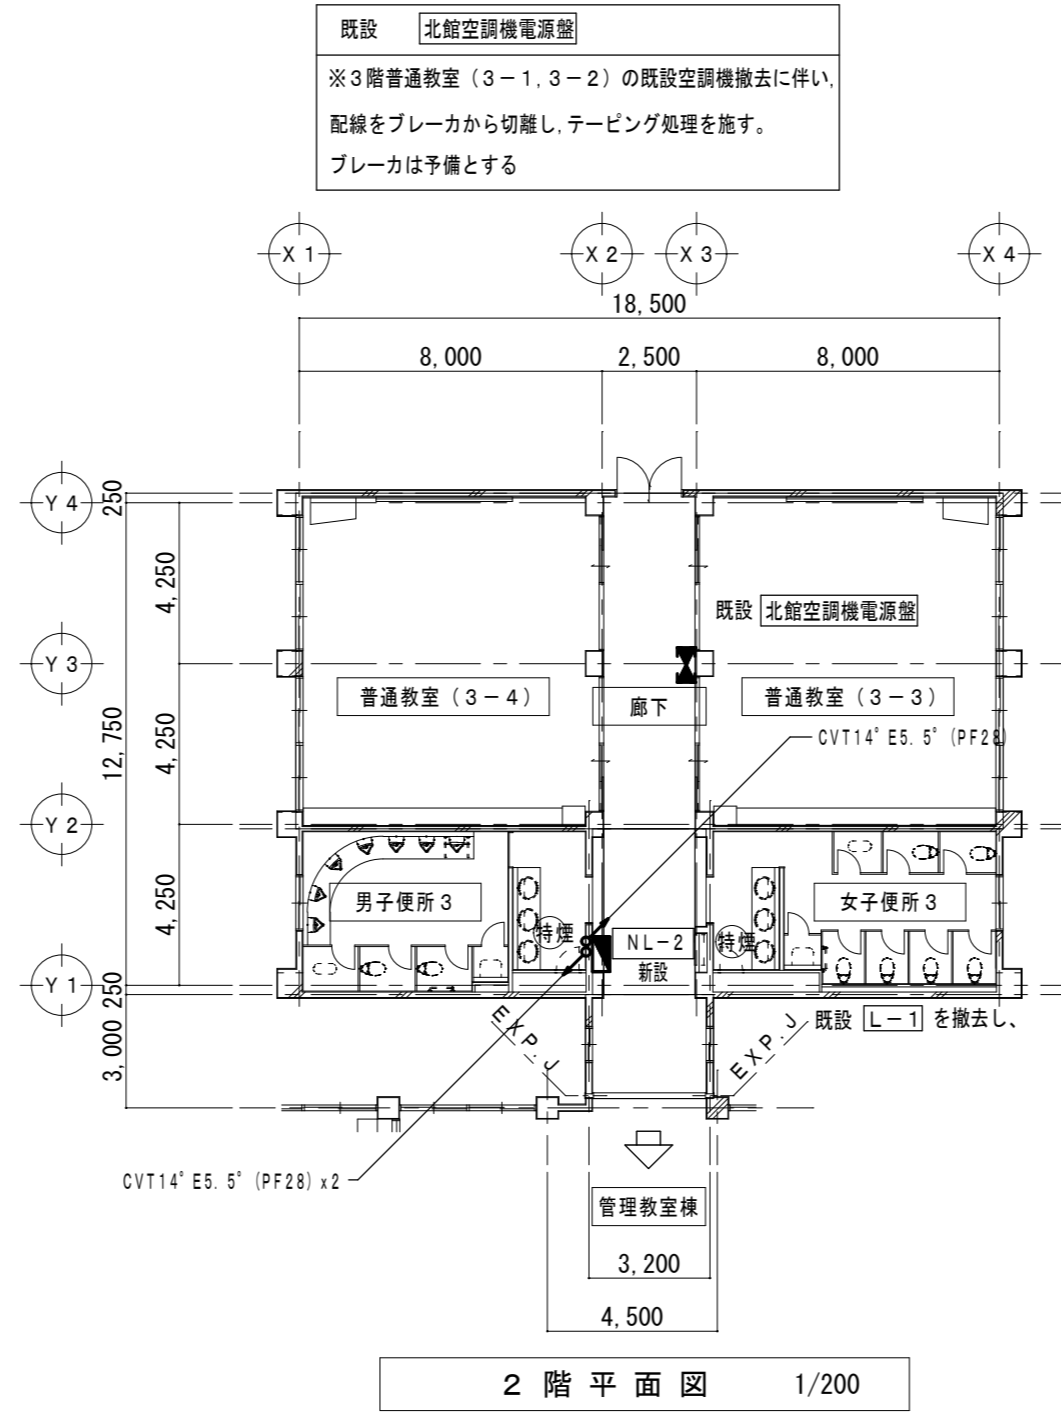 既設 北館空調機電源盤
※3階普通教室（3－1,3－2）の既設空調機撤去に伴い,
配線をブレーカから切離し,テーピング処理を施す。
ブレーカは予備とする
X1 X2 X3 X4
18,500
8,000 2,500 8,000
Y4
250
4,250
既設 北館空調機電源盤
Y3
普通教室（3－4）
廊下
普通教室（3－3）
CVT14° E5.5° (PF28)
12,750
4,250
Y2
4,250
男子便所3
女子便所3
特煙
NL－2
特煙
新設
Y1
250
EXP.J
EXP.J
既設 L－1 を撤去し、
3,000
CVT14° E5.5° (PF28)x2
管理教室棟
3,200
4,500
2階平面図 1/200